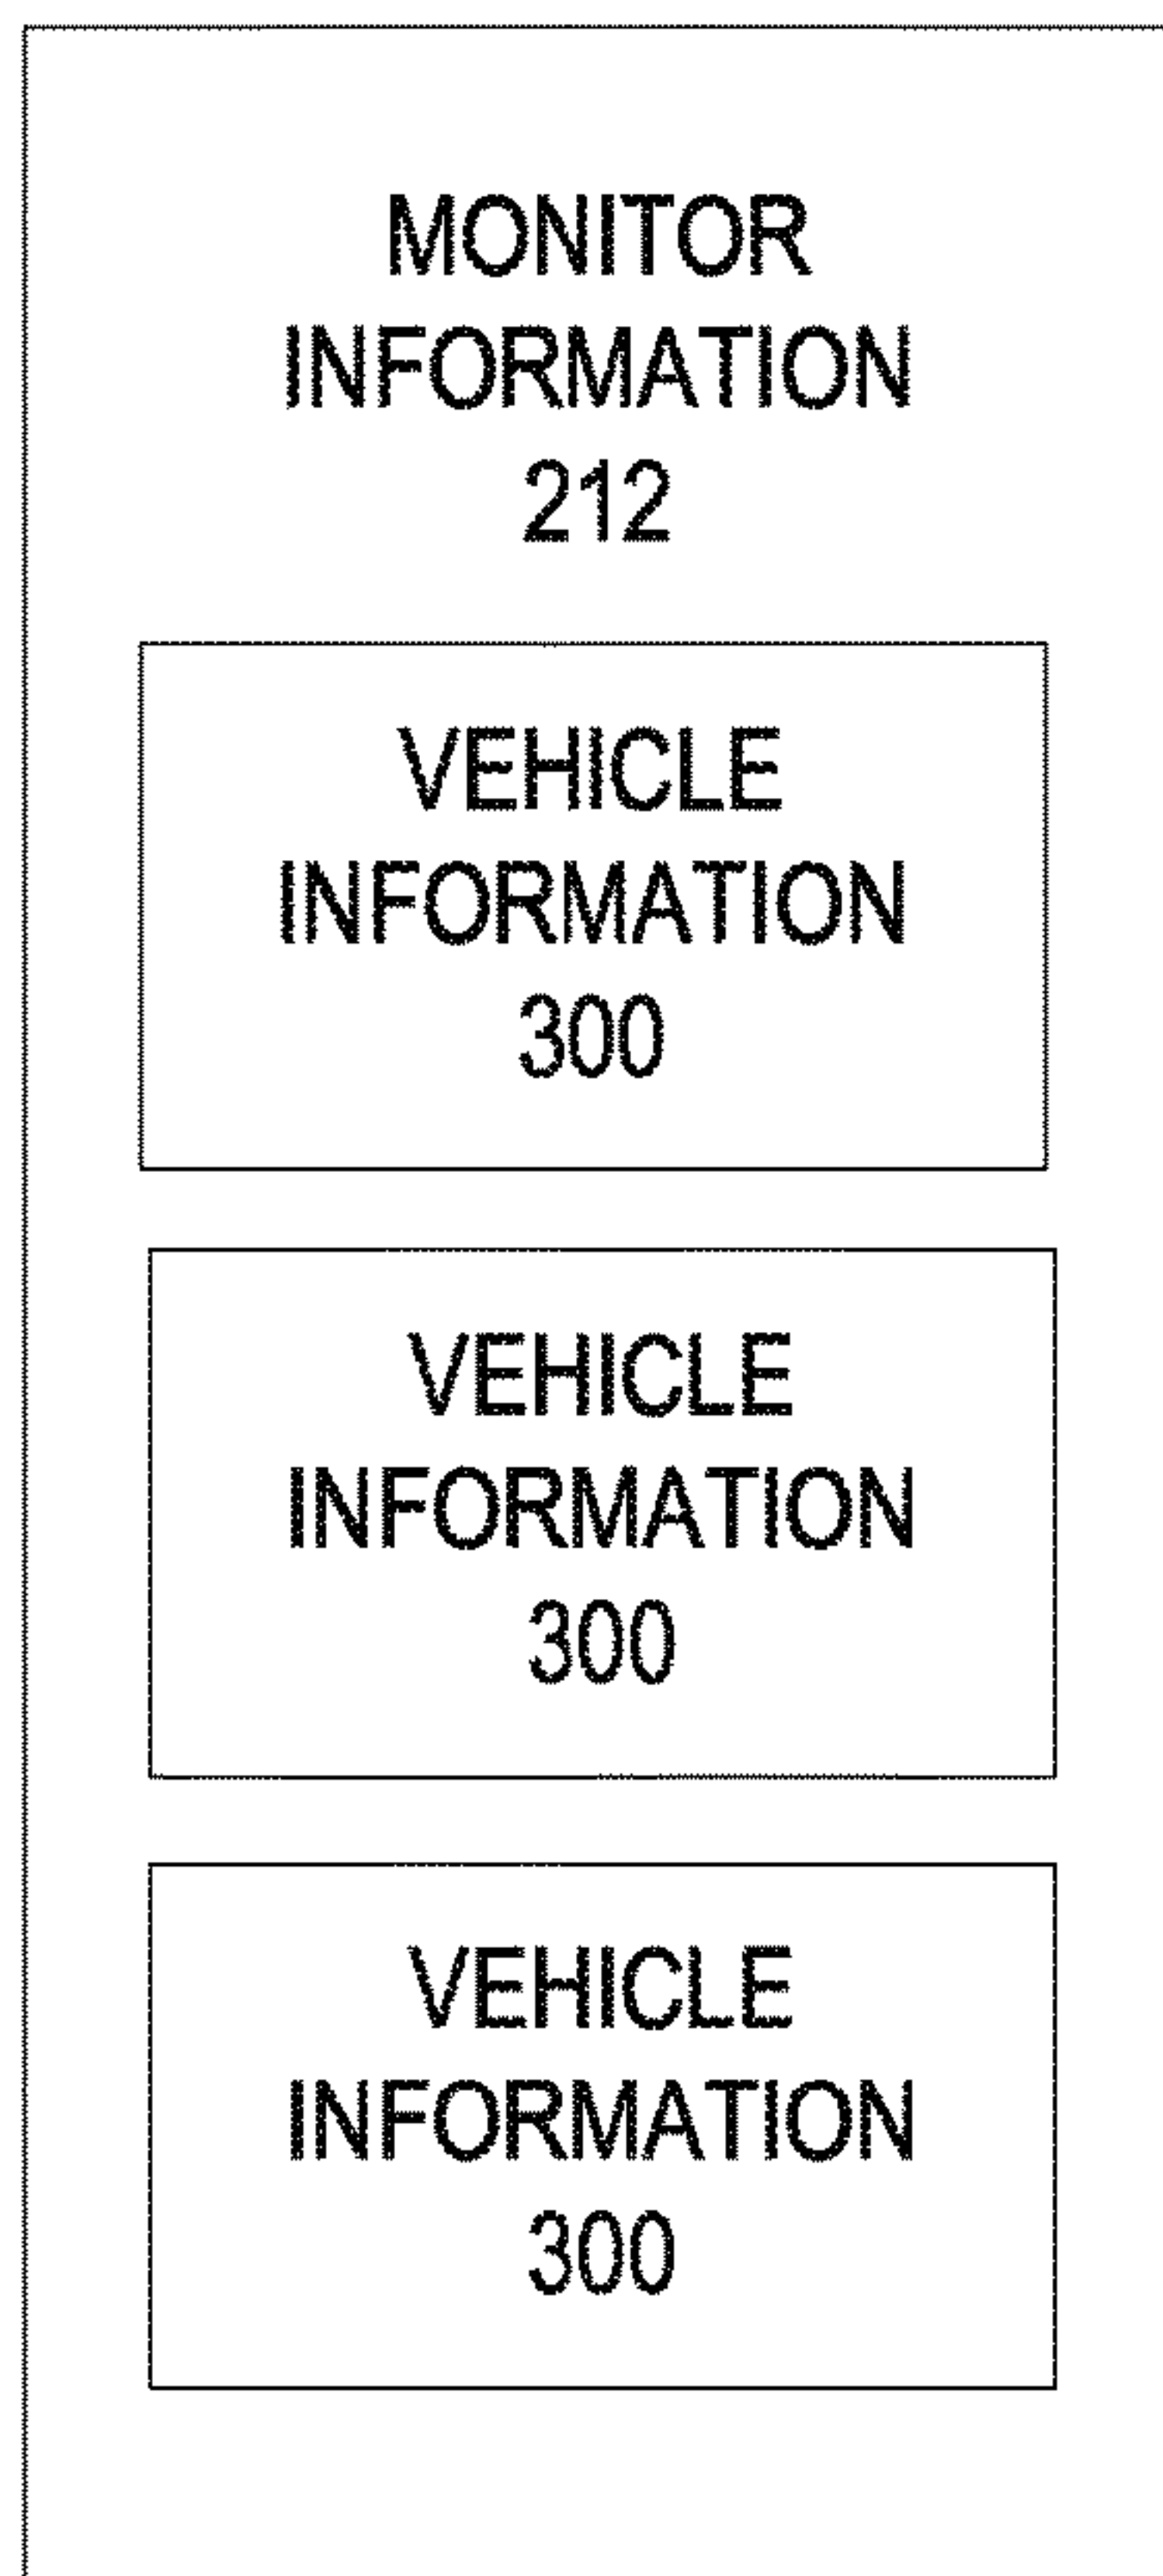 MONITOR
INFORMATION
212
VEHICLE
INFORMATION
300
VEHICLE
INFORMATION
300
VEHICLE
INFORMATION
300